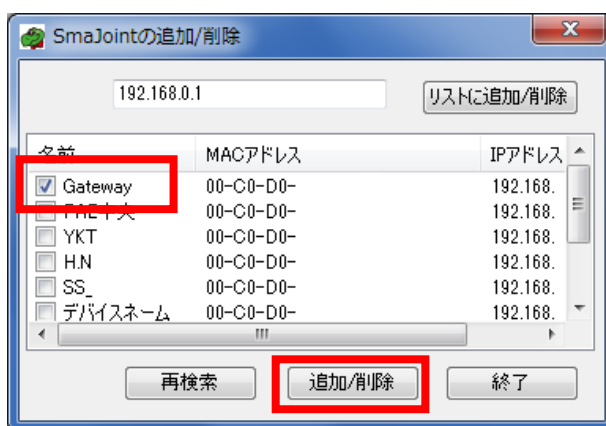 SmaJointの追加/削除
192.168.0.1 リストに追加/削除
名前 MACアドレス IPアドレス
Gateway 00-C0-D0- 192.168.
00-C0-D0- 192.168.
YKT 00-C0-D0- 192.168.
H.N 00-C0-D0- 192.168.
SS_ 00-C0-D0- 192.168.
デバイスネーム 00-C0-D0- 192.168.
再検索 追加/削除 終了